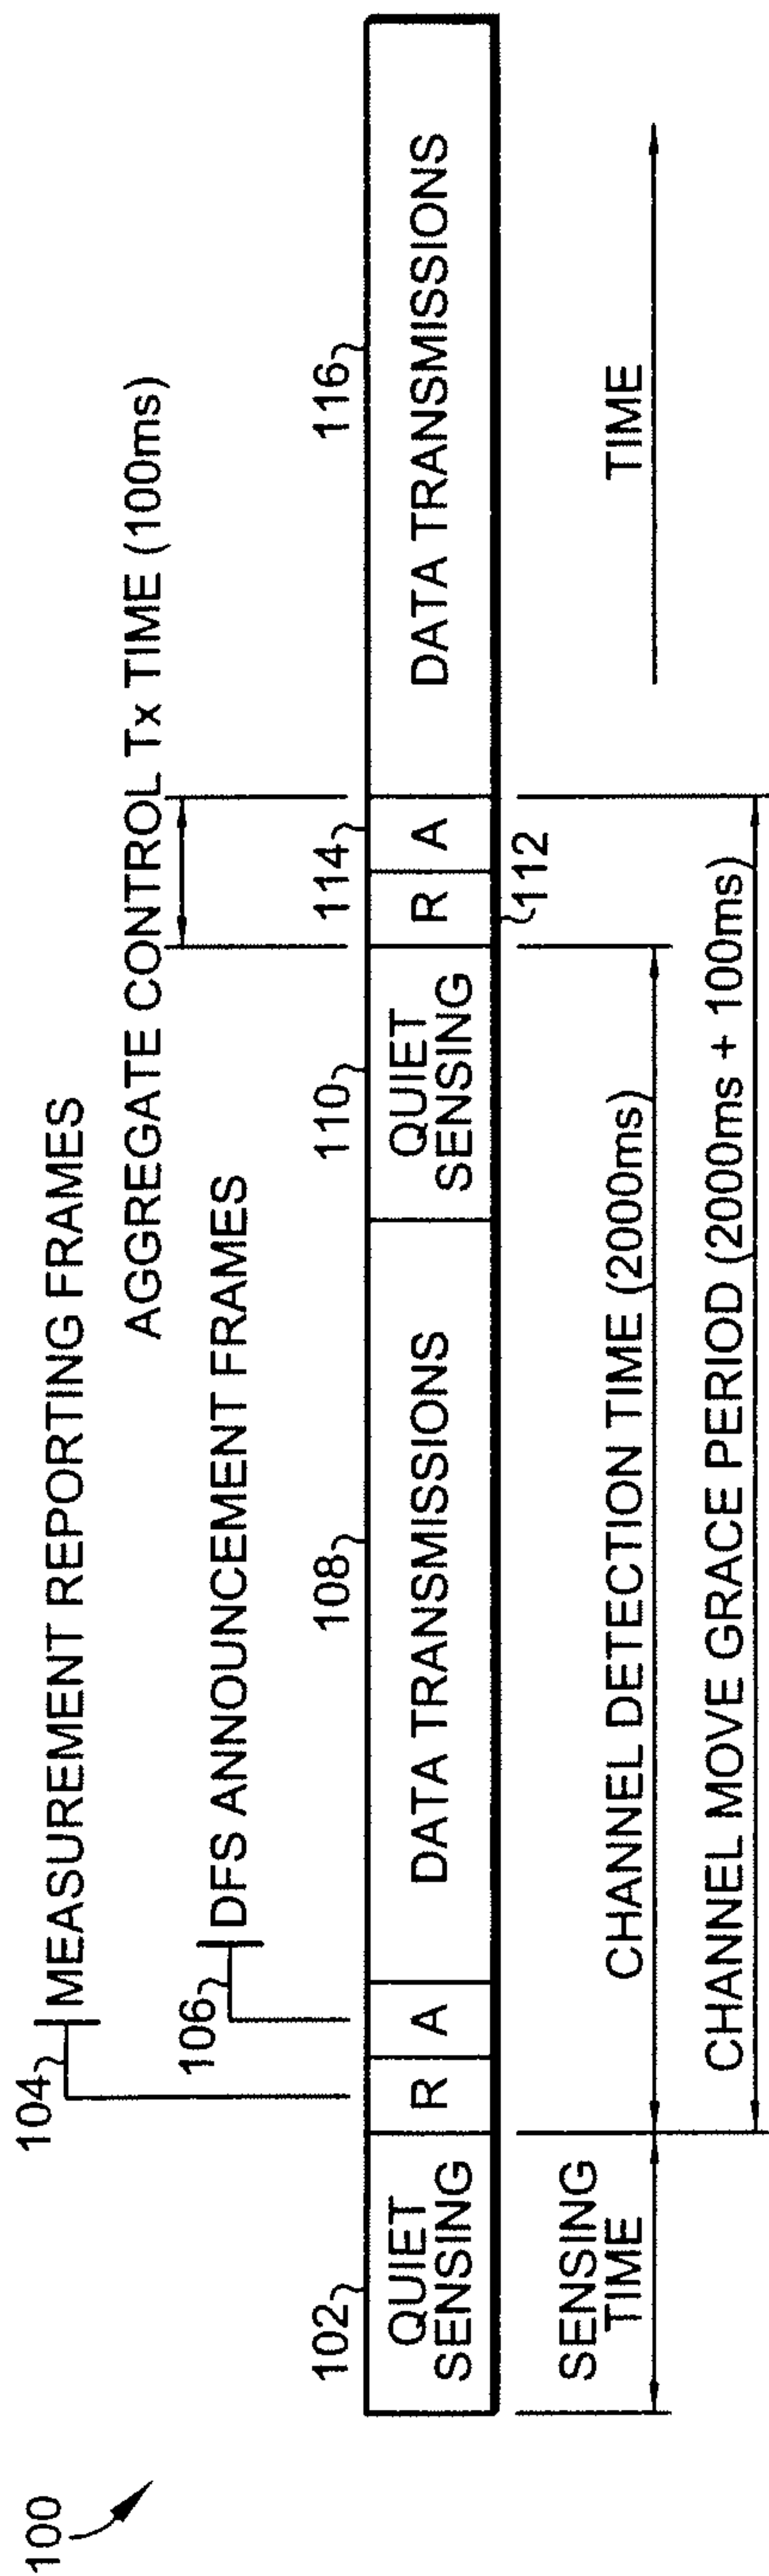 100
104
MEASUREMENT REPORTING FRAMES
AGGREGATE CONTROL Tx TIME (100ms)
106
DFS ANNOUNCEMENT FRAMES
102
108
110
114
116
QUIET
SENSING
R
A
DATA TRANSMISSIONS
QUIET
SENSING
R
A
DATA TRANSMISSIONS
112
SENSING
TIME
CHANNEL DETECTION TIME (2000ms)
TIME
CHANNEL MOVE GRACE PERIOD (2000ms + 100ms)